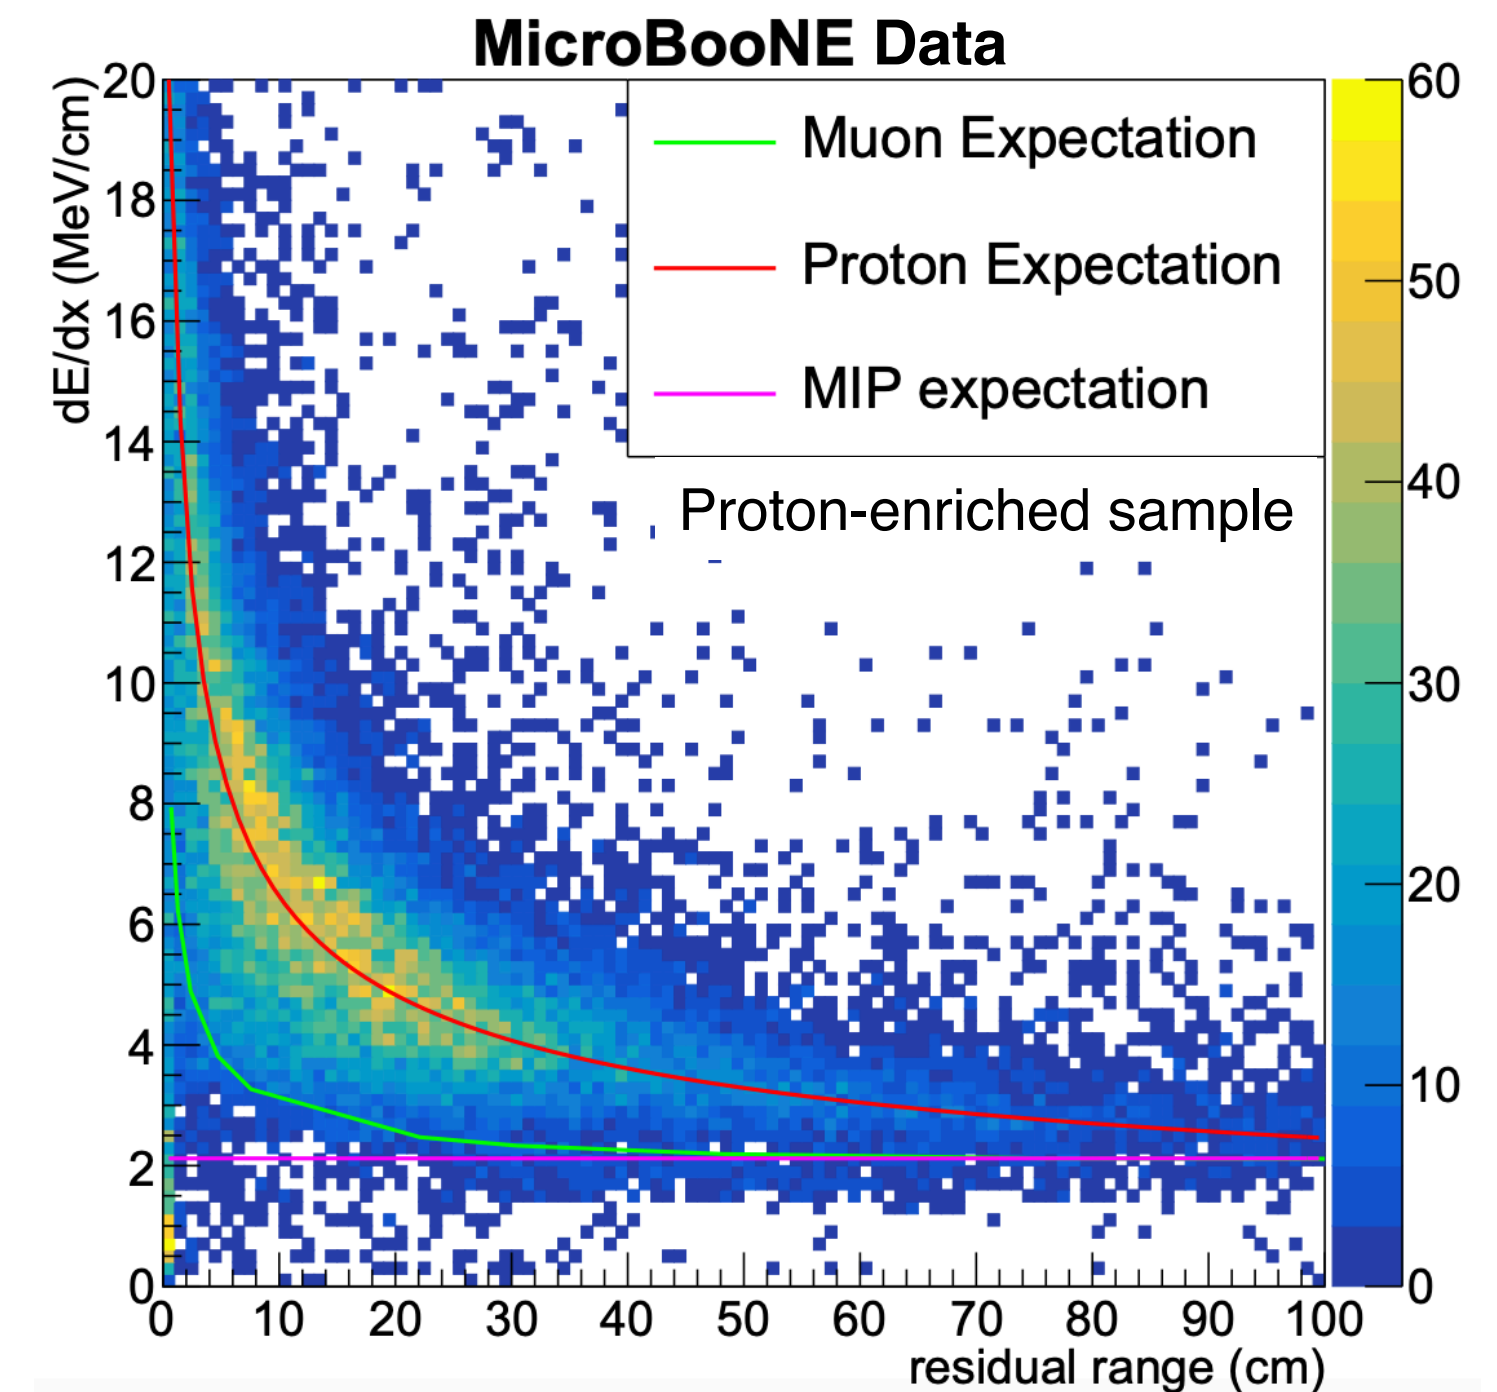 MicroBooNE Data
dE/dx (MeV/cm)
20
18
16
14
12
10
8
6
4
2
0
Muon Expectation
Proton Expectation
MIP expectation
Proton-enriched sample
60
50
40
30
20
10
0
0 10 20 30 40 50 60 70 80 90 100
residual range (cm)